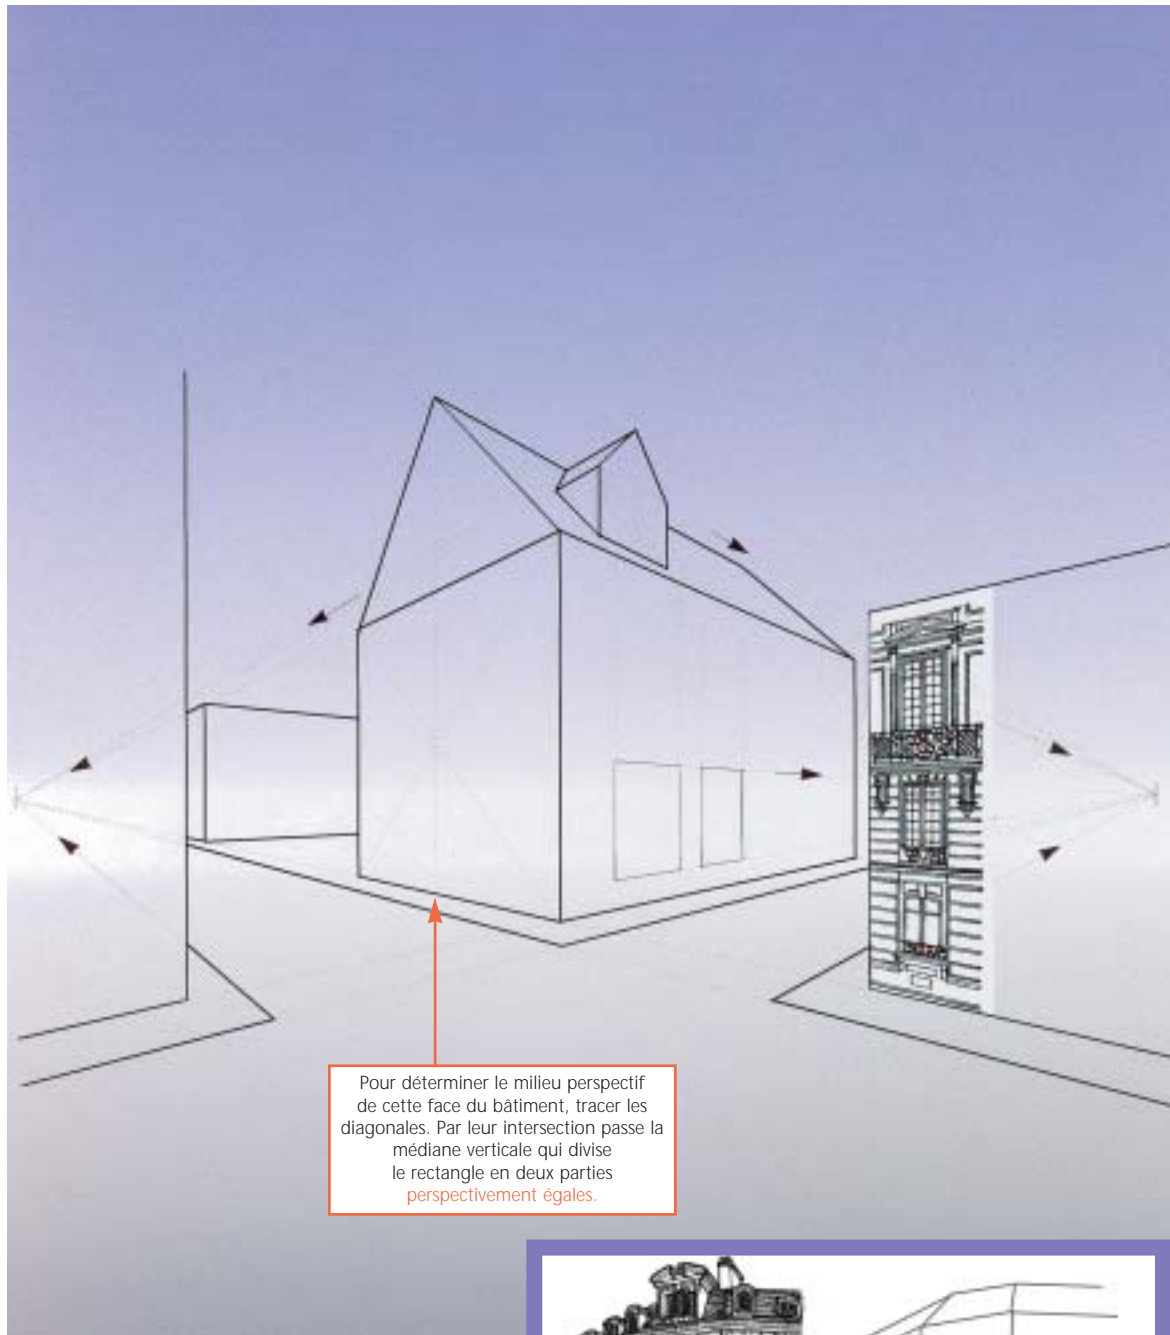 Pour déterminer le milieu perspectif
de cette face du bâtiment, tracer les
diagonales. Par leur intersection passe la
médiane verticale qui divise
le rectangle en deux parties
perspectivement égales.